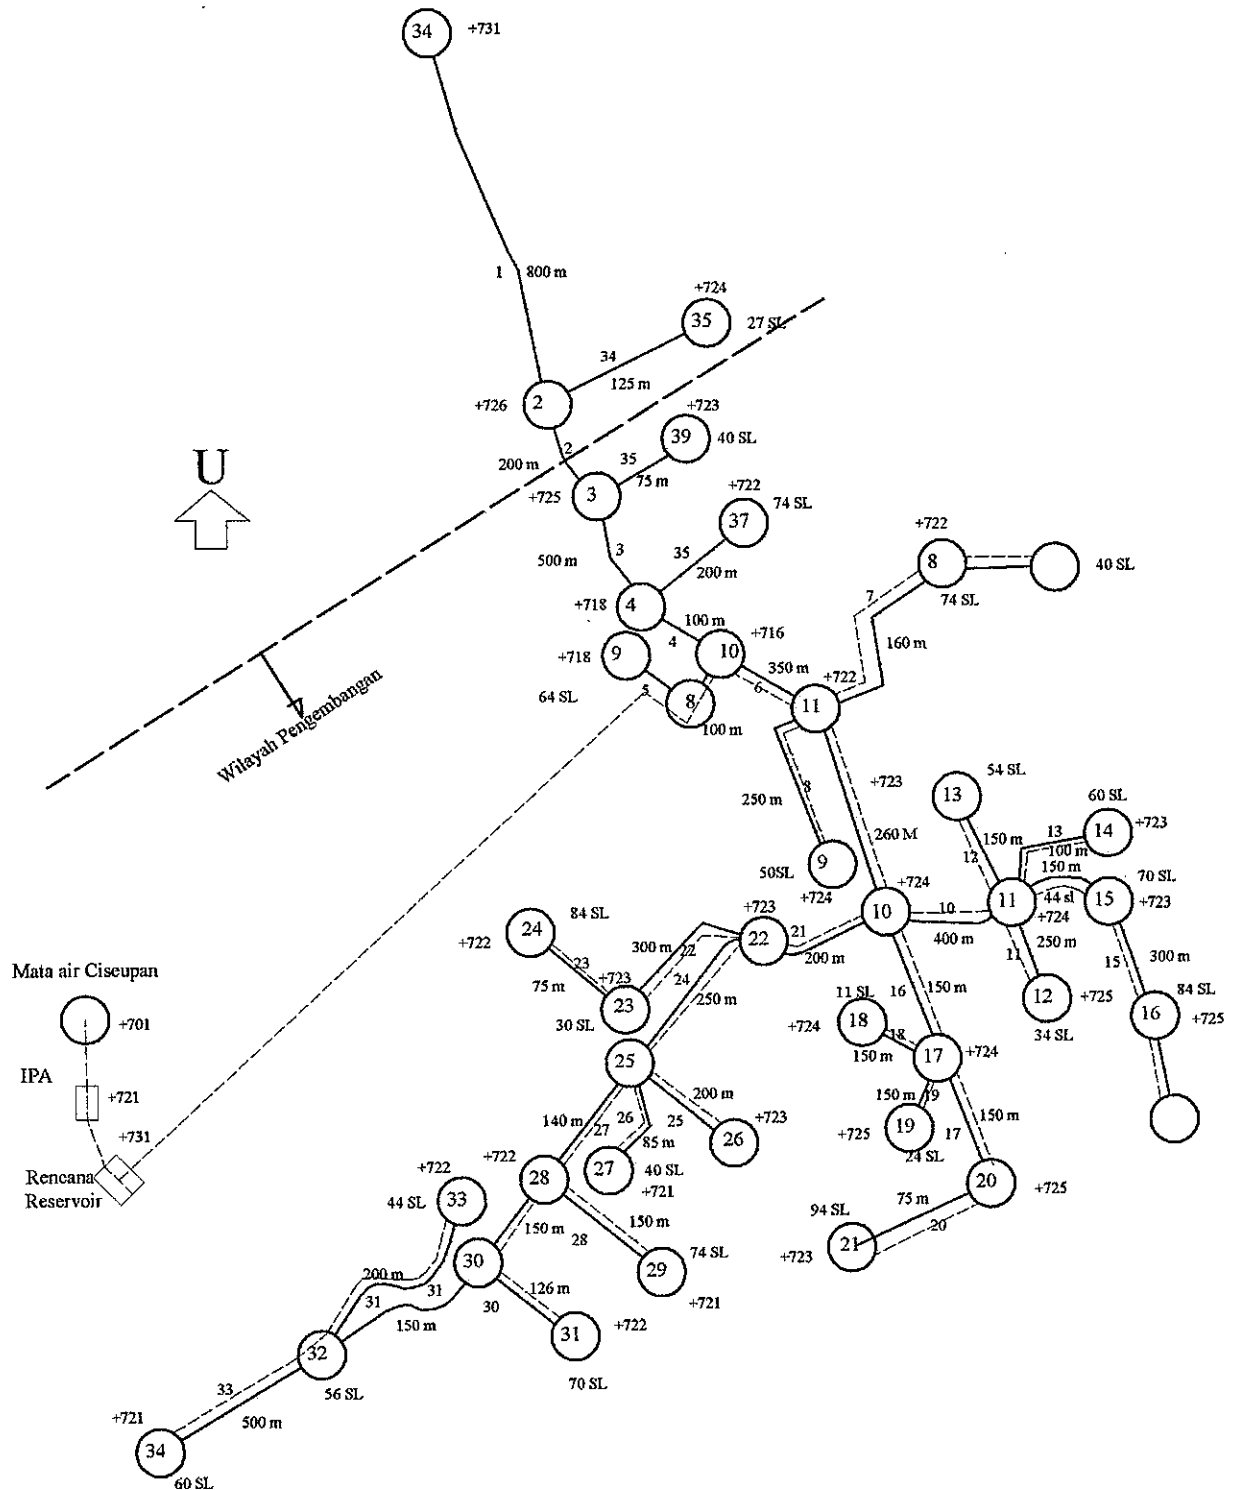 34
+731
1
800 m
+724
35
27 SL
34
125 m
+726
2
+723
39
40 SL
2
200 m
35
75 m
U
+725
3
+722
37
74 SL
3
500 m
35
200 m
+722
8
74 SL
40 SL
+718
4
100 m
4
7
160 m
+716
10
+718
9
350 m
6
+722
64 SL
5
8
100 m
11
Wilayah Pengembangan
+723
54 SL
13
250 m
8
260 M
150 m
12
60 SL
13
14
+723
100 m
150 m
50SL
9
+724
70 SL
+724
10
10
400 m
11
+724
44 sl
15
+723
84 SL
24
+722
+723
22
21
200 m
300 m
22
24
250 m
23
75 m
+723
23
30 SL
250 m
11
12
+725
34 SL
15
300 m
84 SL
16
+725
16
150 m
11 SL
18
+724
18
150 m
17
+724
Mata air Ciseupan
+701
IPA
+721
+731
Rencana
Reservoir
25
200 m
140 m
27
26
25
85 m
+723
26
27
40 SL
+721
150 m
19
19
+725
24 SL
17
150 m
20
+725
75 m
20
94 SL
21
+723
+722
28
150 m
28
150 m
74 SL
29
+721
+722
33
44 SL
30
200 m
31
31
150 m
126 m
30
31
+722
70 SL
32
56 SL
33
500 m
+721
34
60 SL